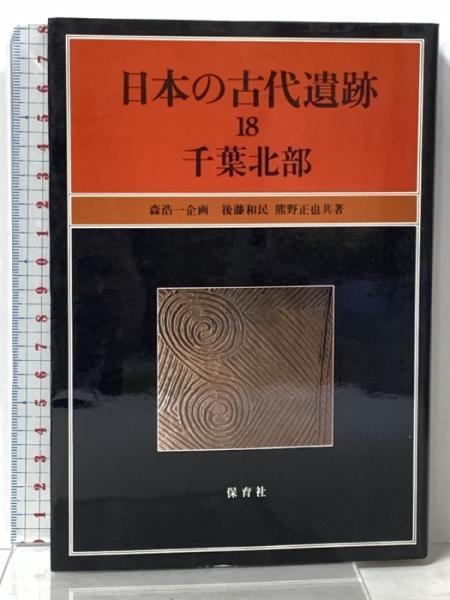 日本の古代遺跡
18
千葉北部
森浩一企画 後藤和民 熊野正也共著
保育社